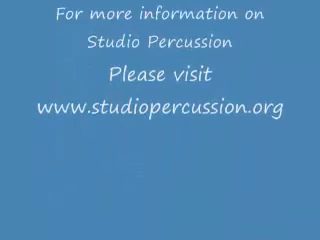 For more information on
Studio Percussion
Please visit
www.studiopercussion.org